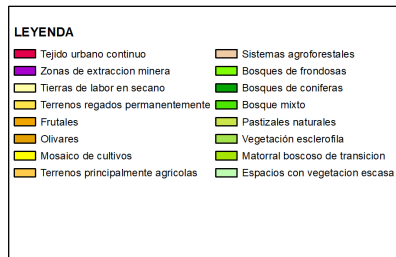 LEYENDA
Tejido urbano continuo
Zonas de extraccion minera
Tierras de labor en secano
Terrenos regados permanentemente
Frutales
Olivares
Mosaico de cultivos
Terrenos principalmente agricolas
Sistemas agroforestales
Bosques de frondosas
Bosques de coniferas
Bosque mixto
Pastizales naturales
Vegetación esclerofila
Matorral boscoso de transicion
Espacios con vegetacion escasa